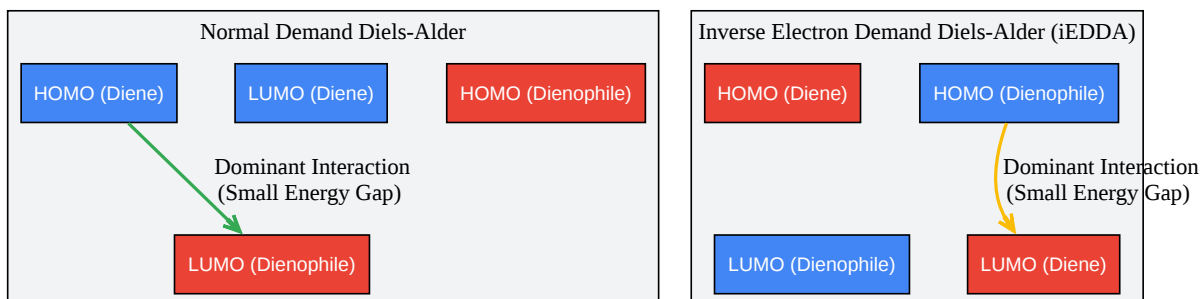 Normal Demand Diels-Alder
HOMO (Diene)
LUMO (Diene)
HOMO (Dienophile)
Dominant Interaction
(Small Energy Gap)
LUMO (Dienophile)
Inverse Electron Demand Diels-Alder (iEDDA)
HOMO (Diene)
HOMO (Dienophile)
Dominant Interaction
(Small Energy Gap)
LUMO (Dienophile)
LUMO (Diene)